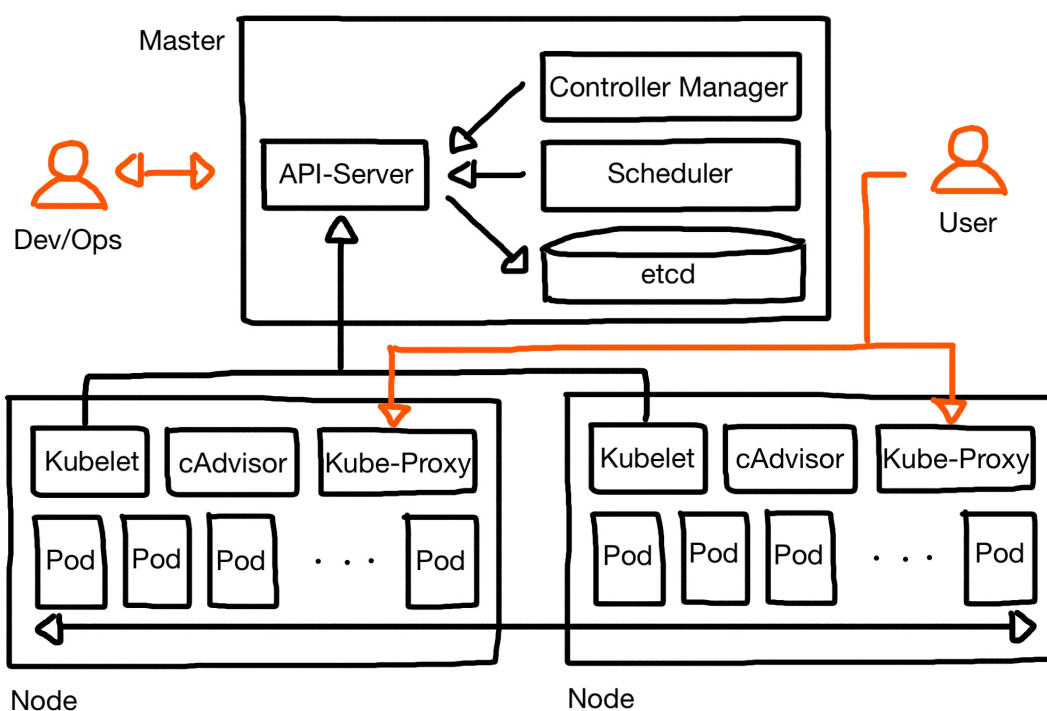 Master
Controller Manager
API-Server
Scheduler
Dev/Ops
User
etcd
Kubelet
cAdvisor
Kube-Proxy
Kubelet
cAdvisor
Kube-Proxy
Pod
Pod
Pod
. . .
Pod
Pod
Pod
Pod
. . .
Pod
Node
Node